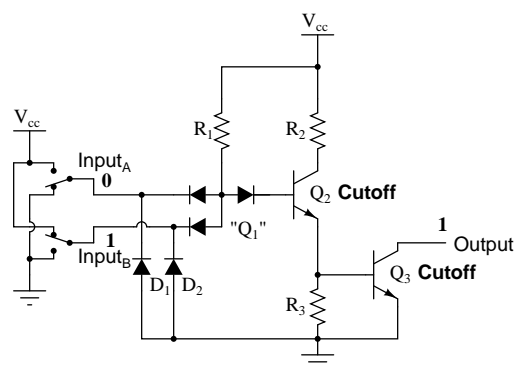 Vcc
Vcc
R1
R2
InputA
0
Q2 Cutoff
"Q1"
1
InputB
1
Output
D1
D2
R3
Q3 Cutoff